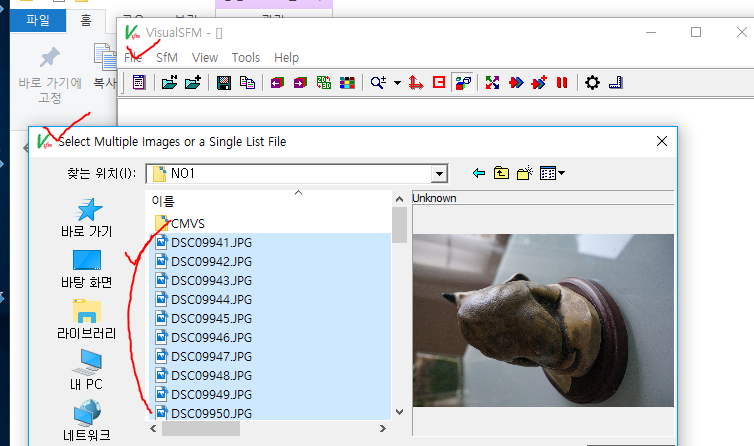 파일
홈
VisualSFM - []
File SfM View Tools Help
바로 가기에
고정
복사
Select Multiple Images or a Single List File
찾는 위치(I):
NO1
이름
Unknown
CMVS
DSC09941.JPG
DSC09942.JPG
DSC09943.JPG
DSC09944.JPG
DSC09945.JPG
DSC09946.JPG
DSC09947.JPG
DSC09948.JPG
DSC09949.JPG
DSC09950.JPG
바로 가기
바탕 화면
라이브러리
내 PC
네트워크